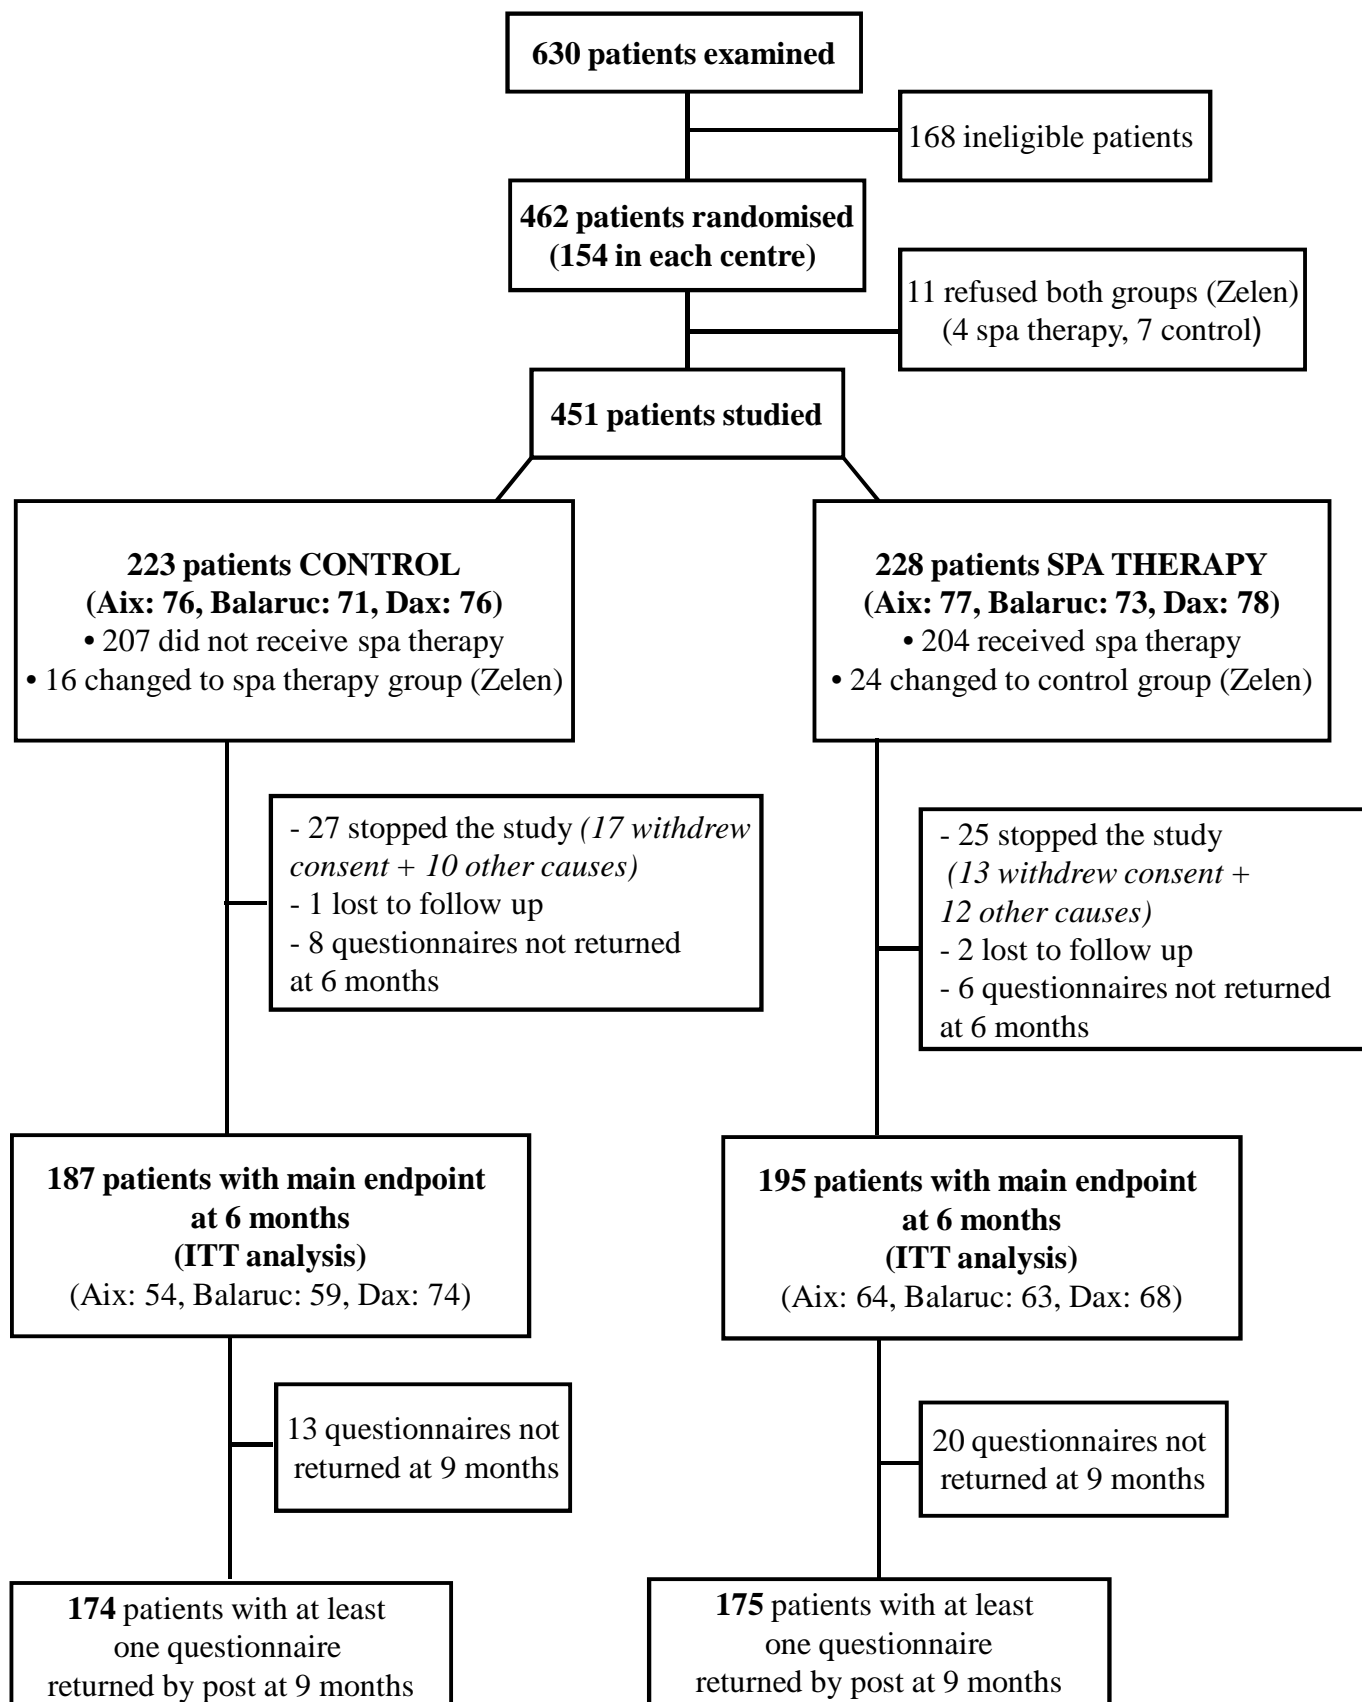 630 patients examined
168 ineligible patients
462 patients randomised
(154 in each centre)
11 refused both groups (Zelen)
(4 spa therapy, 7 control)
451 patients studied
223 patients CONTROL
(Aix: 76, Balaruc: 71, Dax: 76)
• 207 did not receive spa therapy
• 16 changed to spa therapy group (Zelen)
228 patients SPA THERAPY
(Aix: 77, Balaruc: 73, Dax: 78)
• 204 received spa therapy
• 24 changed to control group (Zelen)
- 27 stopped the study (17 withdrew
consent + 10 other causes)
- 1 lost to follow up
- 8 questionnaires not returned
at 6 months
- 25 stopped the study
(13 withdrew consent +
12 other causes)
- 2 lost to follow up
- 6 questionnaires not returned
at 6 months
187 patients with main endpoint
at 6 months
(ITT analysis)
(Aix: 54, Balaruc: 59, Dax: 74)
195 patients with main endpoint
at 6 months
(ITT analysis)
(Aix: 64, Balaruc: 63, Dax: 68)
13 questionnaires not
returned at 9 months
20 questionnaires not
returned at 9 months
174 patients with at least
one questionnaire
returned by post at 9 months
175 patients with at least
one questionnaire
returned by post at 9 months